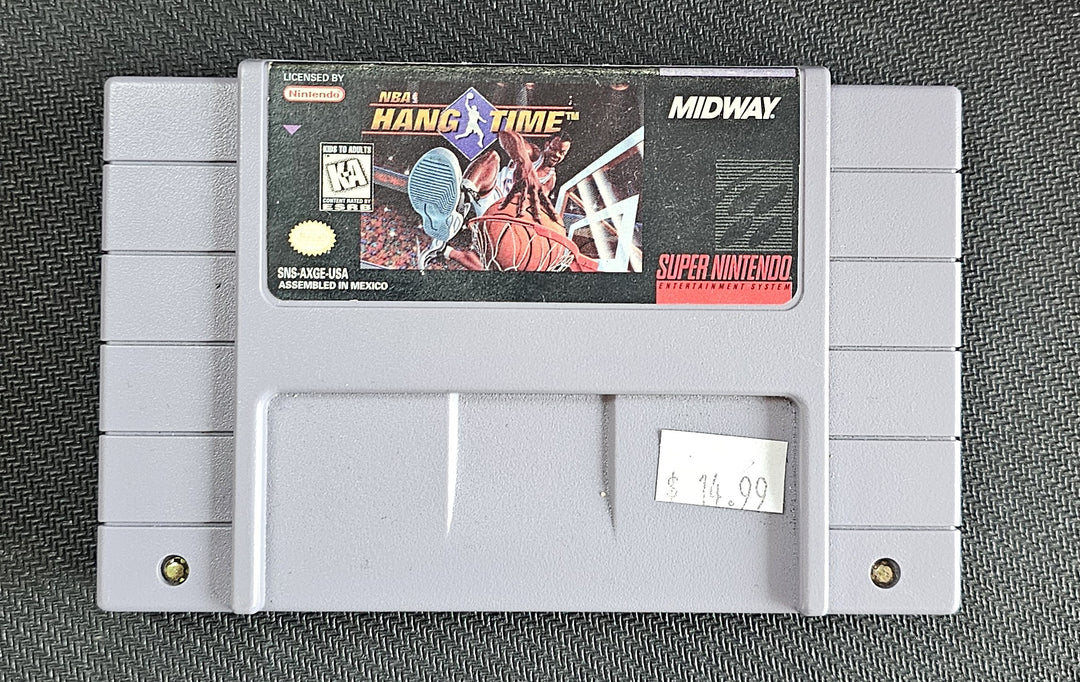 LICENSED BY
Nintendo
NBA
HANG TIME™
MIDWAY.
KIDS TO ADULTS
KA
CONTENT RATED BY
ESRB
SNS-AXGE-USA
ASSEMBLED IN MEXICO
SUPER NINTENDO
ENTERTAINMENT SYSTEM
$ 14.99